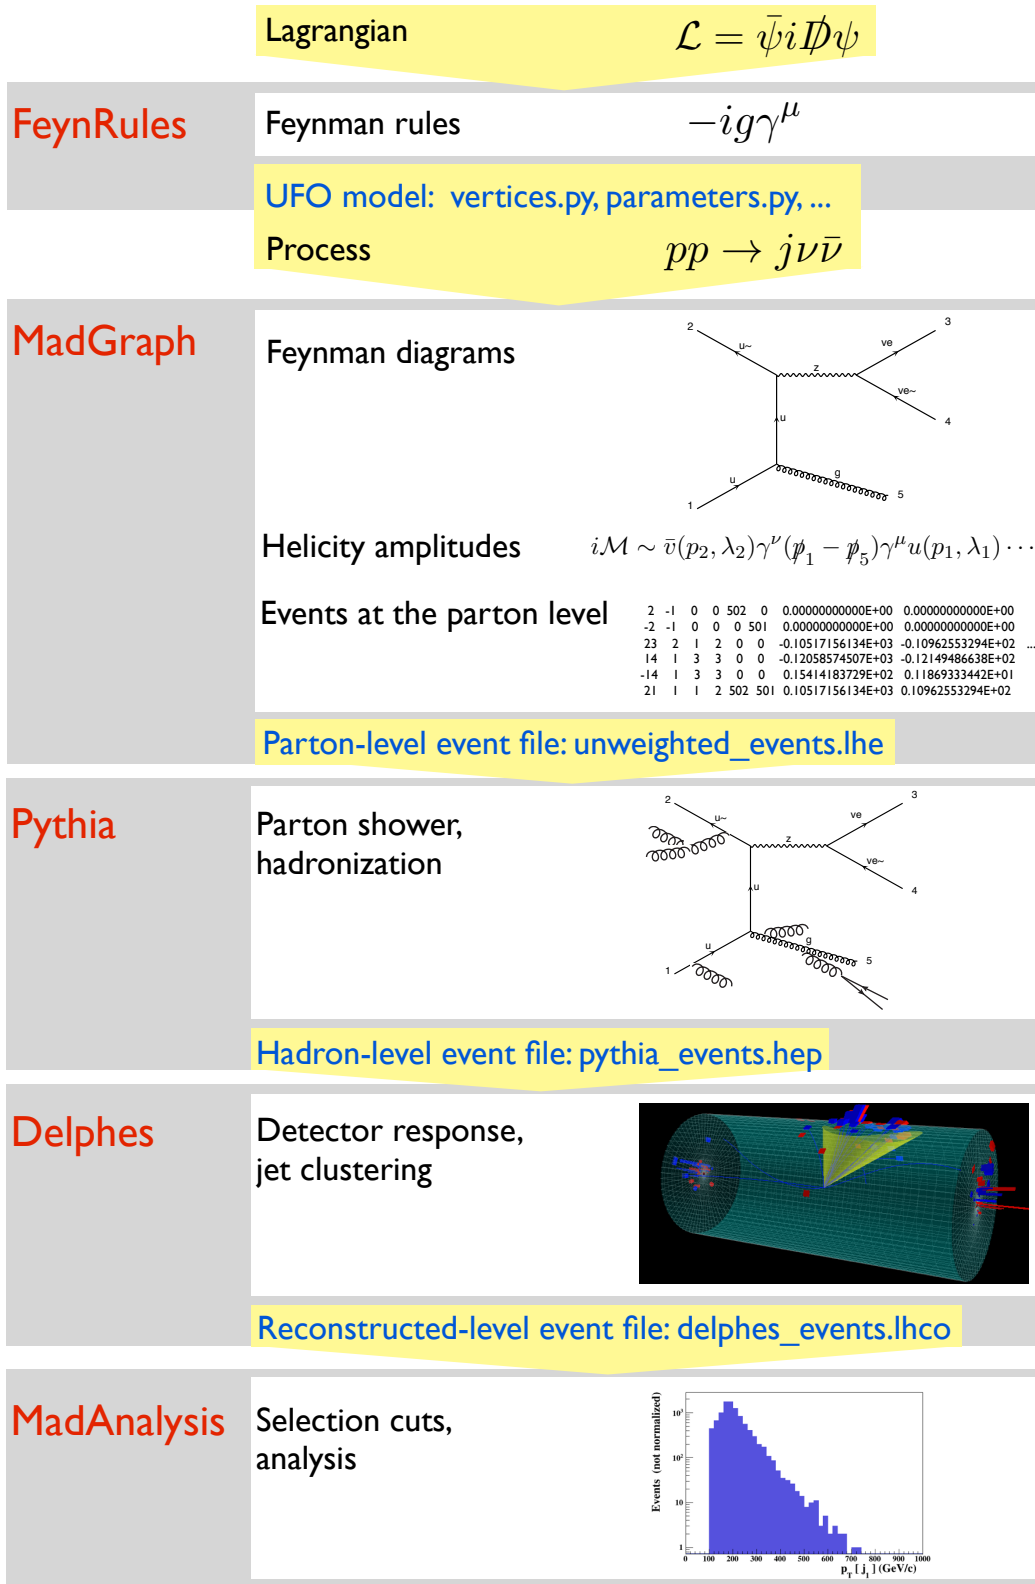 Lagrangian ℒ = ψ̄iD̸ψ
FeynRules
Feynman rules −igγ^μ
UFO model: vertices.py, parameters.py, ...
Process pp → jνν̄
MadGraph
Feynman diagrams
2
3
u~
ve
z
ve~
4
u
g
u
5
1
Helicity amplitudes iℳ ∼ v̄(p₂, λ₂)γ^ν(p̸₁ − p̸₅)γ^μu(p₁, λ₁) ···
Events at the parton level
2 -1 0 0 502 0 0.00000000000E+00 0.00000000000E+00
-2 -1 0 0 0 501 0.00000000000E+00 0.00000000000E+00
23 2 1 2 0 0 -0.10517156134E+03 -0.10962553294E+02 ...
14 1 3 3 0 0 -0.12058574507E+03 -0.12149486638E+02
-14 1 3 3 0 0 0.15414183729E+02 0.11869333442E+01
21 1 1 2 502 501 0.10517156134E+03 0.10962553294E+02
Parton-level event file: unweighted_events.lhe
Pythia
Parton shower,
hadronization
2
3
u~
ve
z
ve~
4
u
u
g
5
1
Hadron-level event file: pythia_events.hep
Delphes
Detector response,
jet clustering
Reconstructed-level event file: delphes_events.lhco
MadAnalysis
Selection cuts,
analysis
Events (not normalized)
10³
10²
10
1
0 100 200 300 400 500 600 700 800 900 1000
p_T [ j_1 ] (GeV/c)